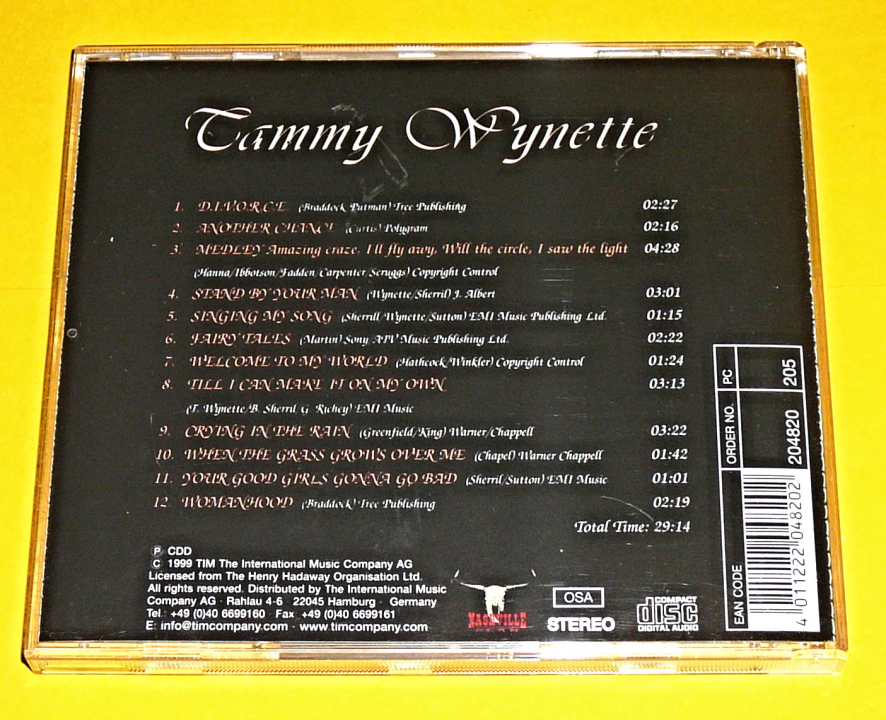 Tammy Wynette
1. D.I.V.O.R.C.E. (Braddock Putman) Tree Publishing 02:27
2. ANOTHER CHANCE (Curtis) Polygram 02:16
3. MEDLEY Amazing craze, I'll fly awy, Will the circle, I saw the light 04:28
(Hanna/Ibbotson/Fadden/Carpenter/Scruggs) Copyright Control
4. STAND BY YOUR MAN (Wynette/Sherril) J. Albert 03:01
5. SINGING MY SONG (Sherrill Wynette/Sutton) EMI Music Publishing Ltd. 01:15
6. FAIRY TALES (Martin) Sony ATV Music Publishing Ltd. 02:22
7. WELCOME TO MY WORLD (Hathcock/Winkler) Copyright Control 01:24
8. TILL I CAN MAKE IT ON MY OWN 03:13
(T. Wynette/B. Sherril, G. Richey) EMI Music
9. CRYING IN THE RAIN (Greenfield/King) Warner/Chappell 03:22
10. WHEN THE GRASS GROWS OVER ME (Chapel) Warner Chappell 01:42
11. YOUR GOOD GIRLS GONNA GO BAD (Sherril/Sutton) EMI Music 01:01
12. WOMANHOOD (Braddock) Tree Publishing 02:19
Total Time: 29:14
Ⓟ CDD
© 1999 TIM The International Music Company AG
Licensed from The Henry Hadaway Organisation Ltd.
All rights reserved. Distributed by The International Music
Company AG · Rahlau 4-6 22045 Hamburg · Germany
Tel.: +49 (0)40 6699160 · Fax: +49 (0)40 6699161
E: info@timcompany.com · www.timcompany.com
NASHVILLE
OSA
STEREO
COMPACT
disc
DIGITAL AUDIO
PC 205
ORDER NO. 204820
EAN CODE
4 011222 048202